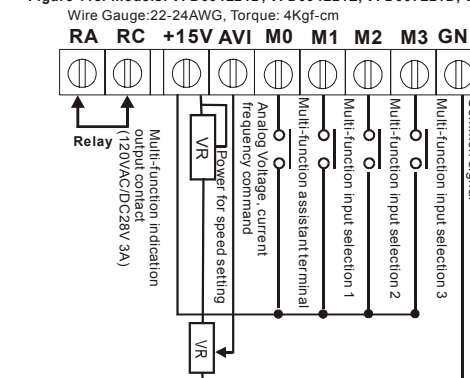 Wire Gauge:22-24AWG, Torque: 4Kgf-cm
RA RC +15V AVI M0 M1 M2 M3 GN
Relay
Multi-function indication
output contact
(120VAC/DC28V 3A)
VR
Power for speed setting
Analog Voltage, current
frequency command
Multi-function assistant terminal
Multi-function input selection 1
Multi-function input selection 2
Multi-function input selection 3
VR